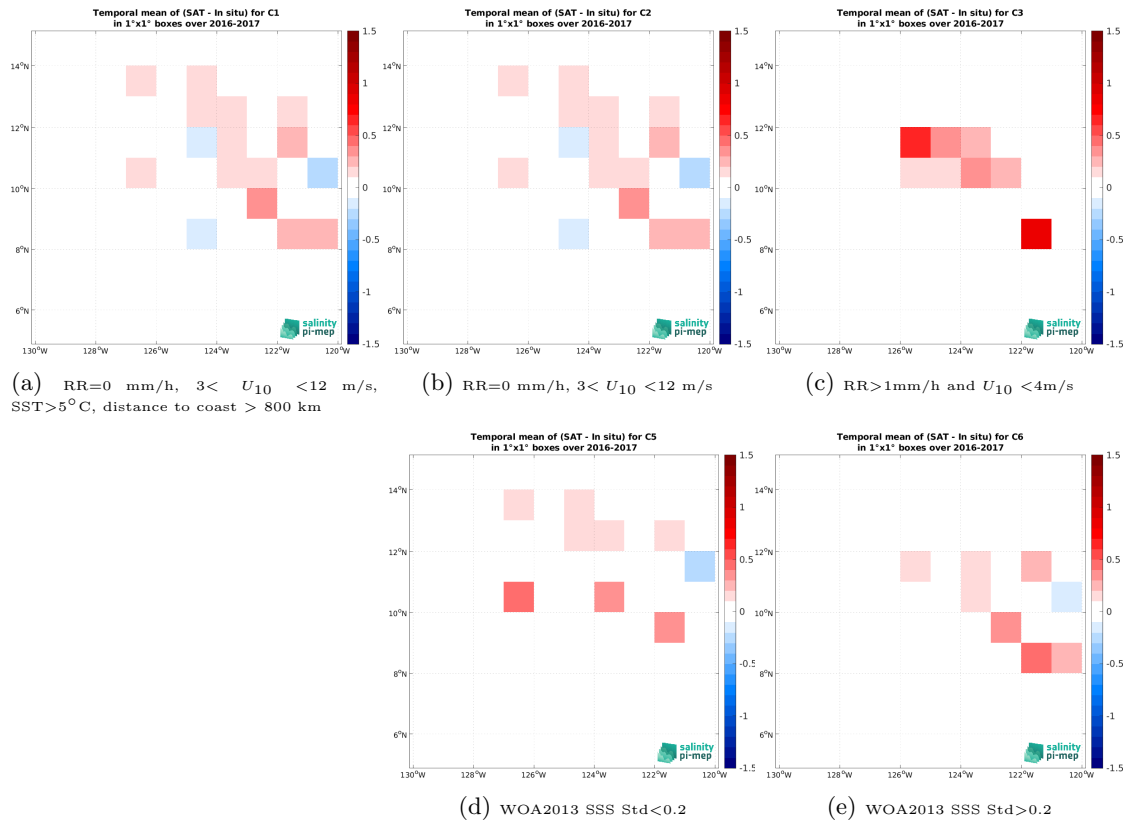 Temporal mean of (SAT - In situ) for C1
in 1°x1° boxes over 2016-2017
14°N
12°N
10°N
8°N
6°N
130°W 128°W 126°W 124°W 122°W 120°W
1.5
1
0.5
0
-0.5
-1
-1.5
salinity
pi-mep
(a) RR=0 mm/h, 3< U10 <12 m/s,
SST>5°C, distance to coast > 800 km
Temporal mean of (SAT - In situ) for C2
in 1°x1° boxes over 2016-2017
14°N
12°N
10°N
8°N
6°N
130°W 128°W 126°W 124°W 122°W 120°W
1.5
1
0.5
0
-0.5
-1
-1.5
salinity
pi-mep
(b) RR=0 mm/h, 3< U10 <12 m/s
Temporal mean of (SAT - In situ) for C3
in 1°x1° boxes over 2016-2017
14°N
12°N
10°N
8°N
6°N
130°W 128°W 126°W 124°W 122°W 120°W
1.5
1
0.5
0
-0.5
-1
-1.5
salinity
pi-mep
(c) RR>1mm/h and U10 <4m/s
Temporal mean of (SAT - In situ) for C5
in 1°x1° boxes over 2016-2017
14°N
12°N
10°N
8°N
6°N
130°W 128°W 126°W 124°W 122°W 120°W
1.5
1
0.5
0
-0.5
-1
-1.5
salinity
pi-mep
(d) WOA2013 SSS Std<0.2
Temporal mean of (SAT - In situ) for C6
in 1°x1° boxes over 2016-2017
14°N
12°N
10°N
8°N
6°N
130°W 128°W 126°W 124°W 122°W 120°W
1.5
1
0.5
0
-0.5
-1
-1.5
salinity
pi-mep
(e) WOA2013 SSS Std>0.2